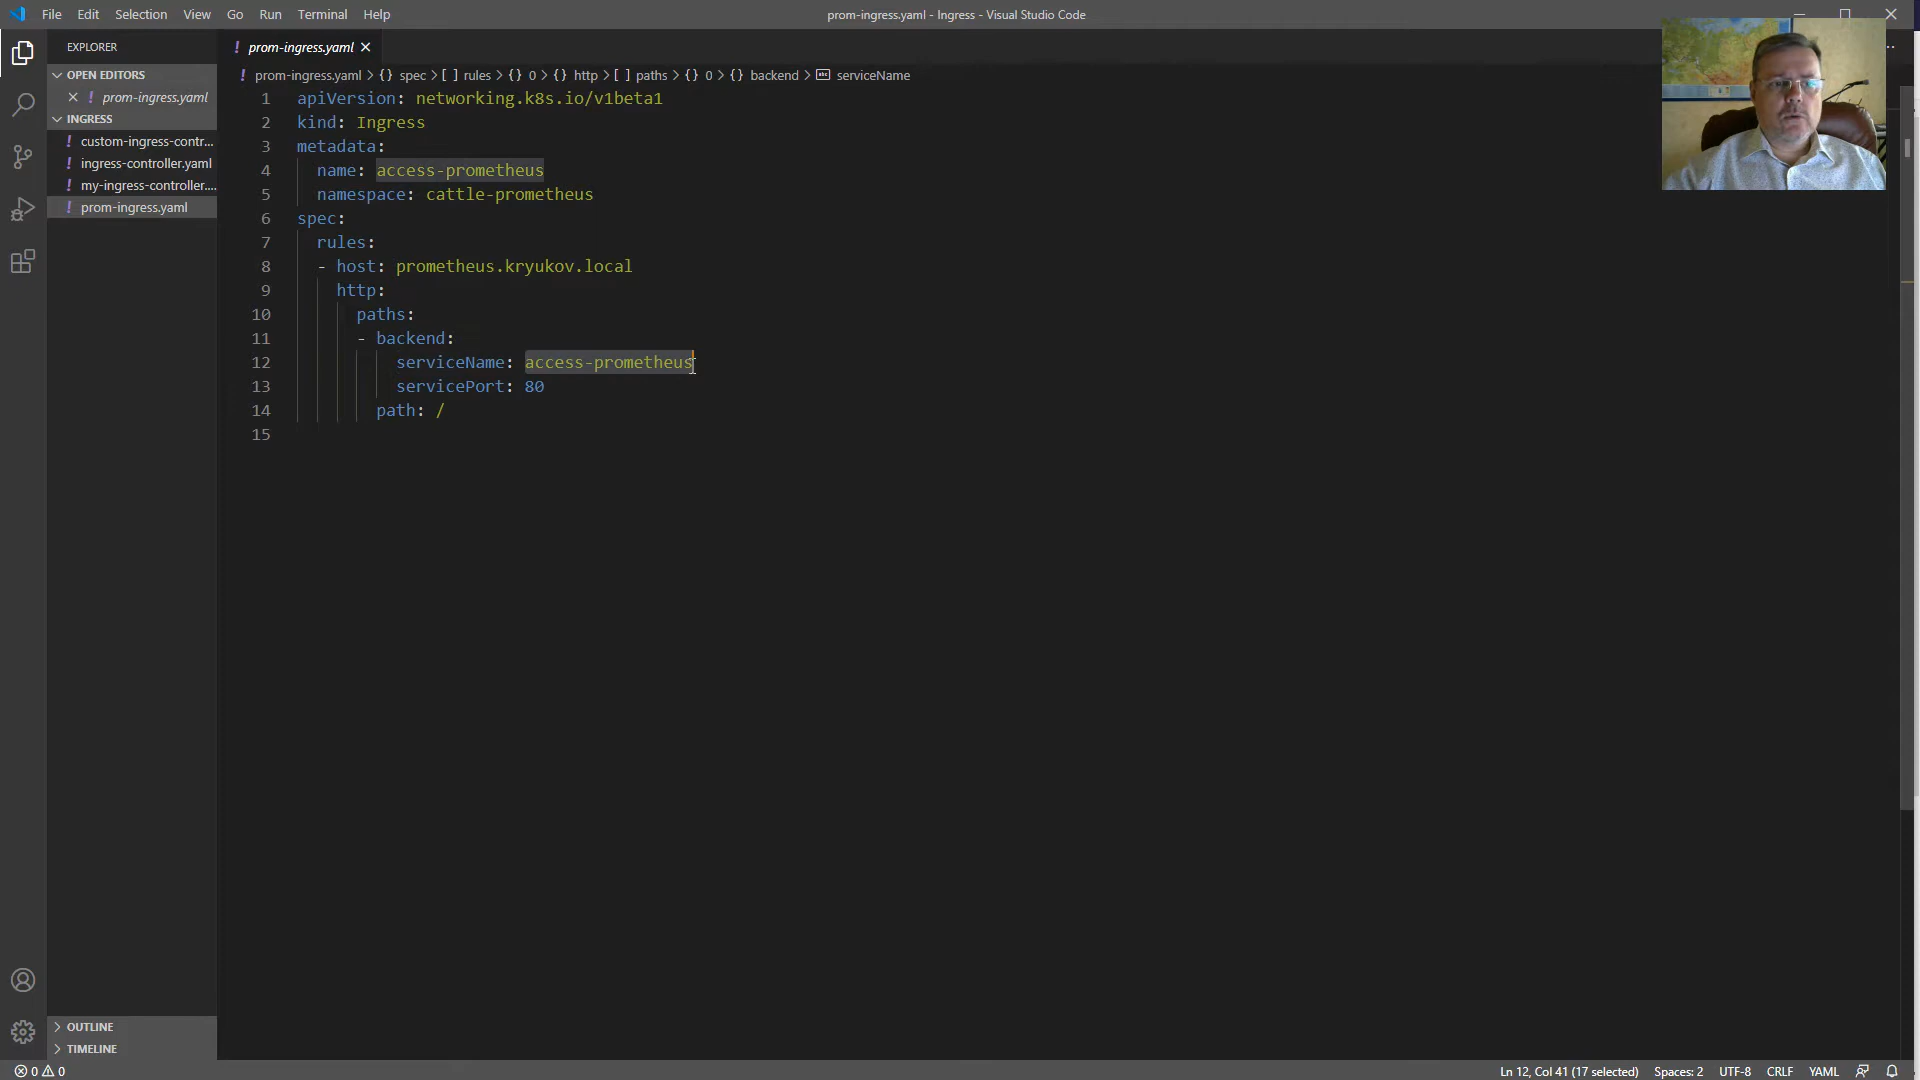 File Edit Selection View Go Run Terminal Help
prom-ingress.yaml - Ingress - Visual Studio Code
EXPLORER
OPEN EDITORS
prom-ingress.yaml
INGRESS
custom-ingress-contr...
ingress-controller.yaml
my-ingress-controller....
prom-ingress.yaml
OUTLINE
TIMELINE
prom-ingress.yaml
prom-ingress.yaml > {} spec > [ ] rules > {} 0 > {} http > [ ] paths > {} 0 > {} backend > abc serviceName
1 apiVersion: networking.k8s.io/v1beta1
2 kind: Ingress
3 metadata:
4   name: access-prometheus
5   namespace: cattle-prometheus
6 spec:
7   rules:
8   - host: prometheus.kryukov.local
9     http:
10       paths:
11       - backend:
12           serviceName: access-prometheus
13           servicePort: 80
14         path: /
15
0 0
Ln 12, Col 41 (17 selected) Spaces: 2 UTF-8 CRLF YAML